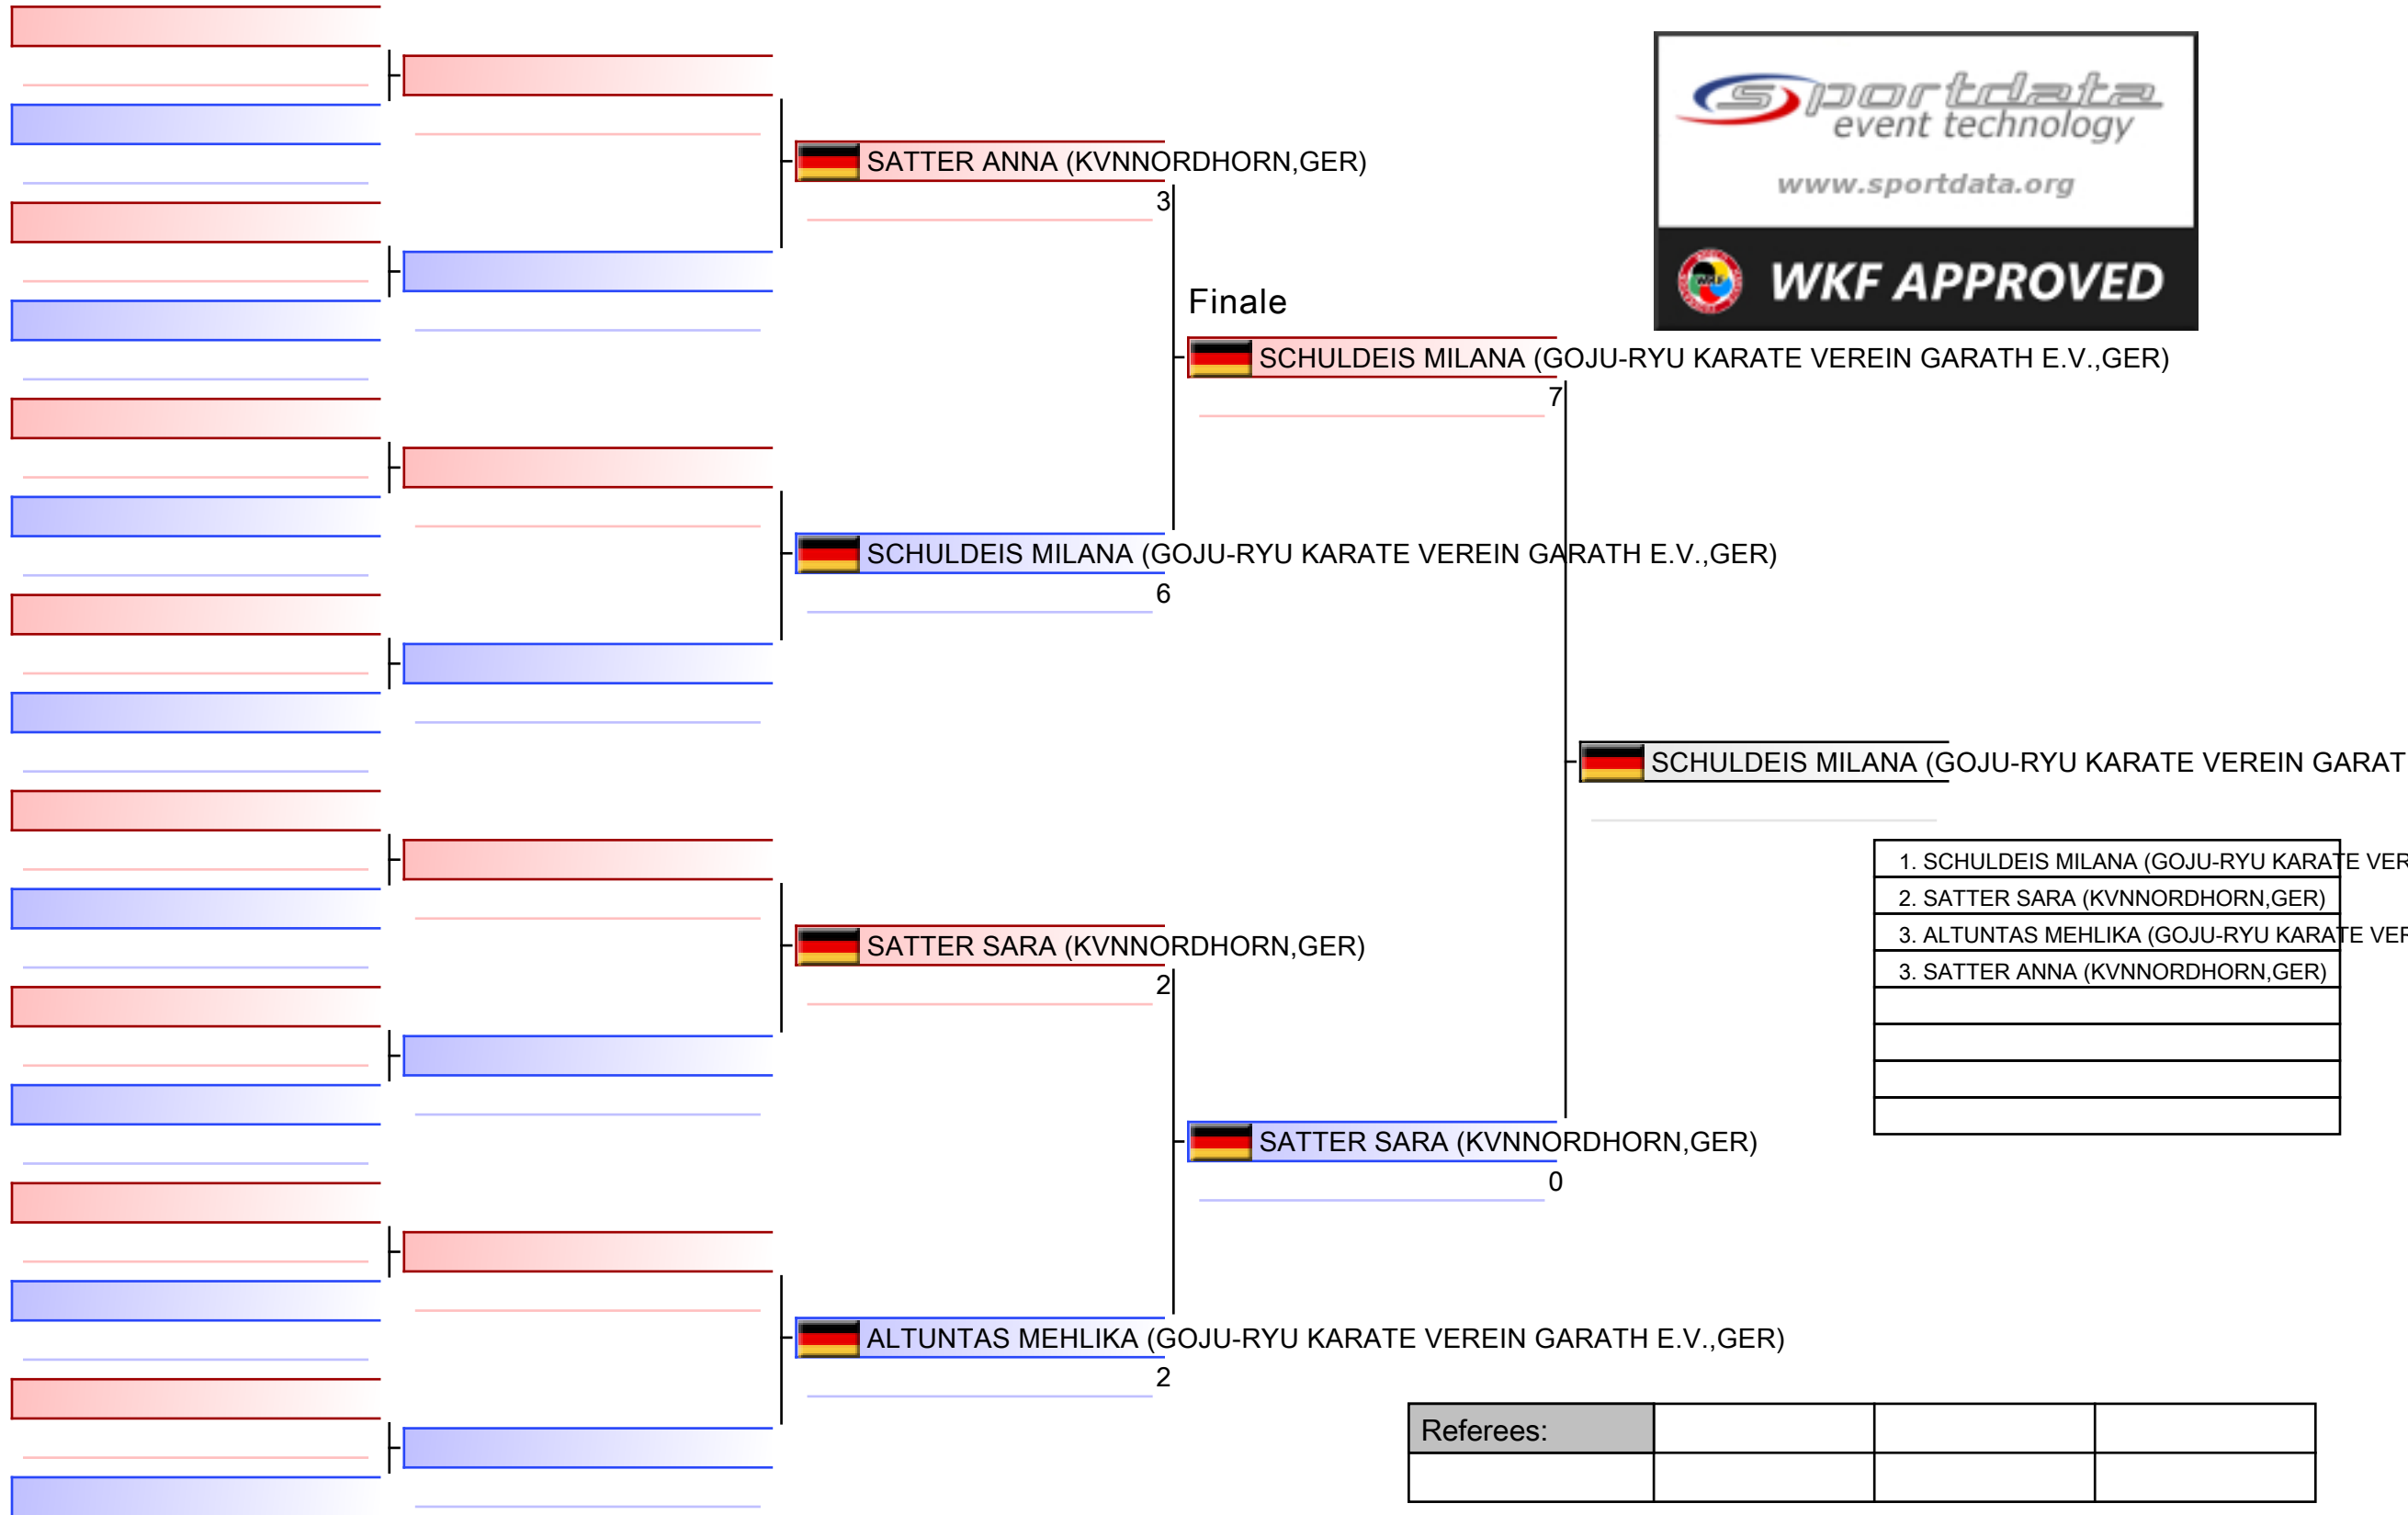 sportdata
event technology
www.sportdata.org
WKF APPROVED
SATTER ANNA (KVNNORDHORN,GER)
3
Finale
SCHULDEIS MILANA (GOJU-RYU KARATE VEREIN GARATH E.V.,GER)
7
SCHULDEIS MILANA (GOJU-RYU KARATE VEREIN GARATH E.V.,GER)
6
SCHULDEIS MILANA (GOJU-RYU KARATE VEREIN GARAT
1. SCHULDEIS MILANA (GOJU-RYU KARATE VER
2. SATTER SARA (KVNNORDHORN,GER)
3. ALTUNTAS MEHLIKA (GOJU-RYU KARATE VER
3. SATTER ANNA (KVNNORDHORN,GER)
SATTER SARA (KVNNORDHORN,GER)
2
SATTER SARA (KVNNORDHORN,GER)
0
ALTUNTAS MEHLIKA (GOJU-RYU KARATE VEREIN GARATH E.V.,GER)
2
Referees: